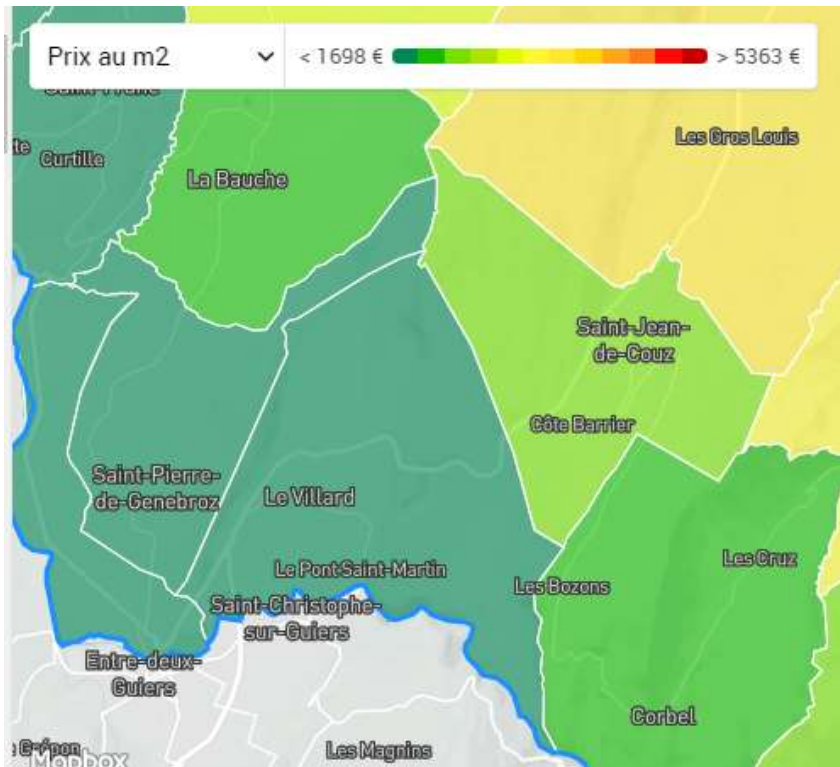 Prix au m2
< 1698 €
> 5363 €
Les Gros Louis
Curtille
La Bauche
Saint-Jean-
de-Couz
Côte Barrier
Saint-Pierre-
de-Genebroz
Le Villard
Les Cruz
Le Pont Saint-Martin
Les Bozons
Saint-Christophe-
sur-Guiers
Entre-deux-
Guiers
Corbel
Les Magnins
Mapbox